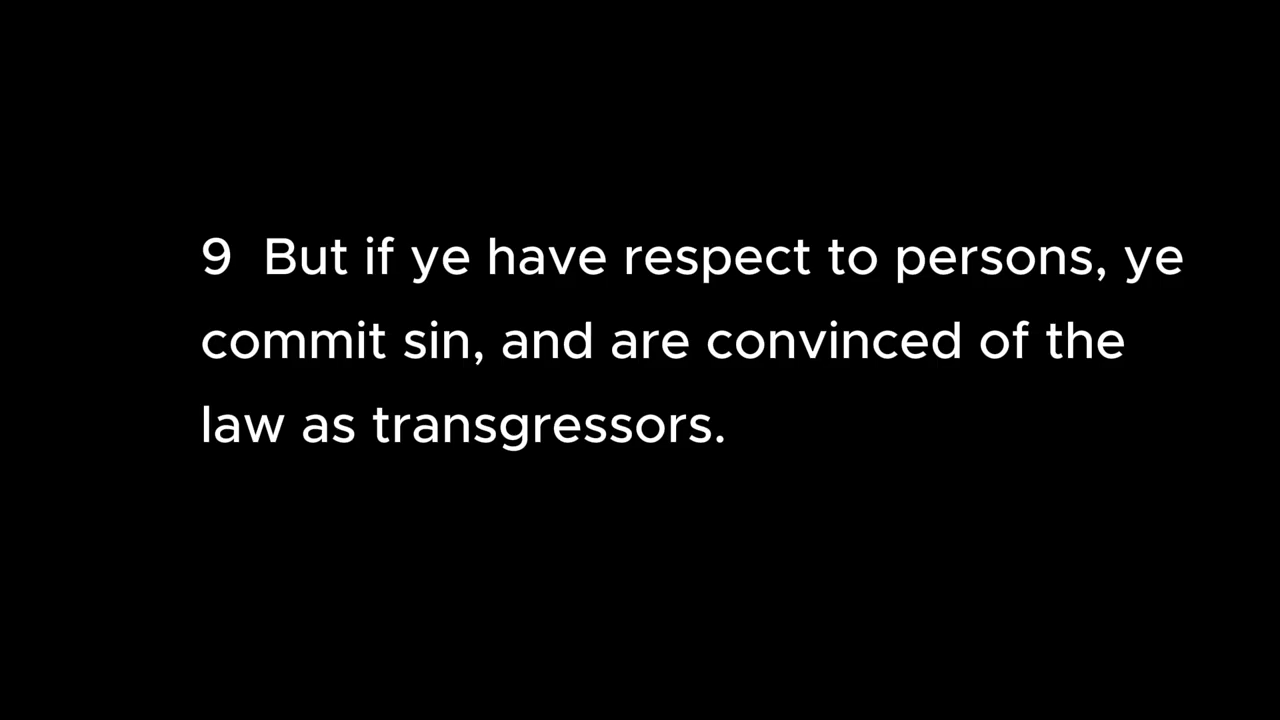 9 But if ye have respect to persons, ye
commit sin, and are convinced of the
law as transgressors.